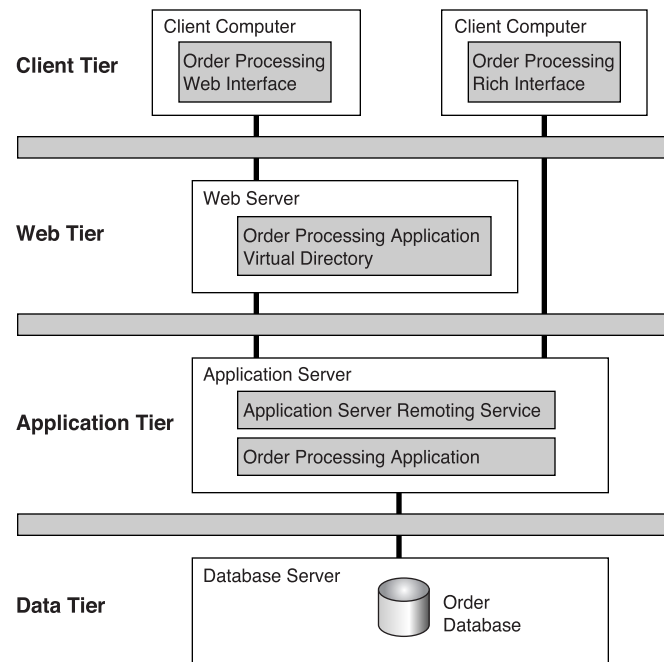 Client Tier
Client Computer
Order Processing
Web Interface
Client Computer
Order Processing
Rich Interface
Web Tier
Web Server
Order Processing Application
Virtual Directory
Application Tier
Application Server
Application Server Remoting Service
Order Processing Application
Data Tier
Database Server
Order
Database